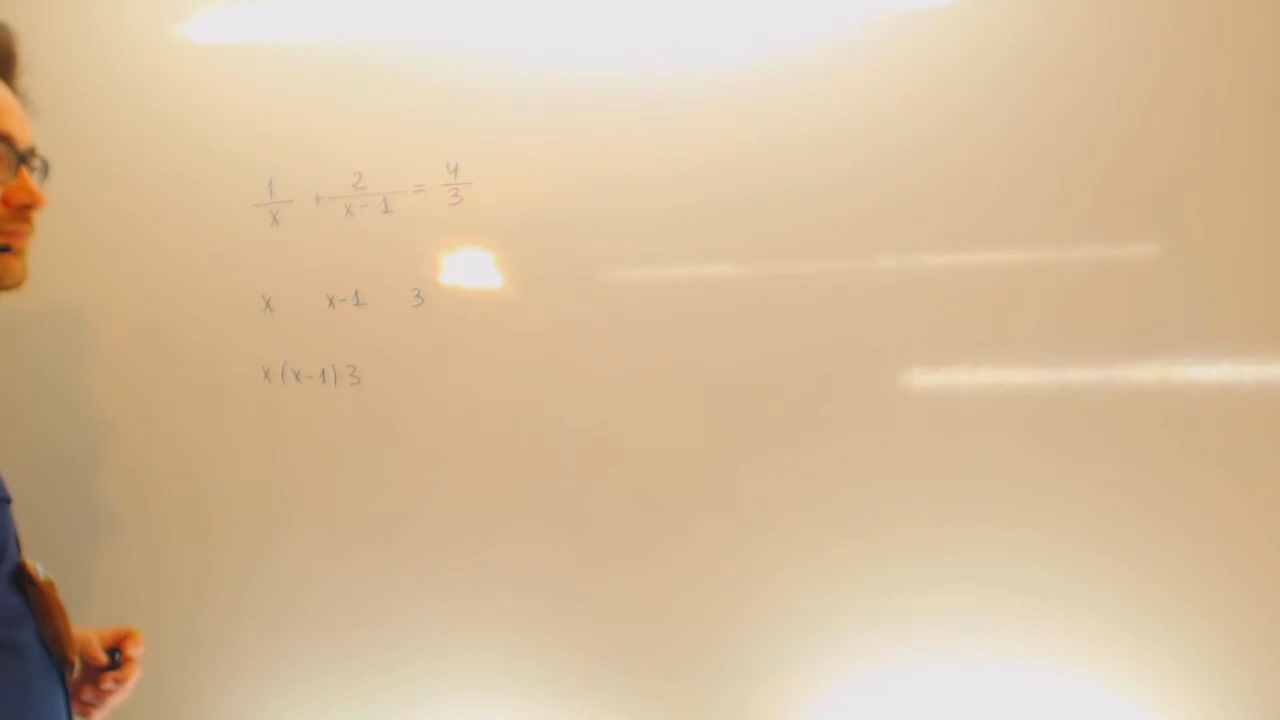 1/x + 2/x-1 = 4/3
x x-1 3
x(x-1)·3